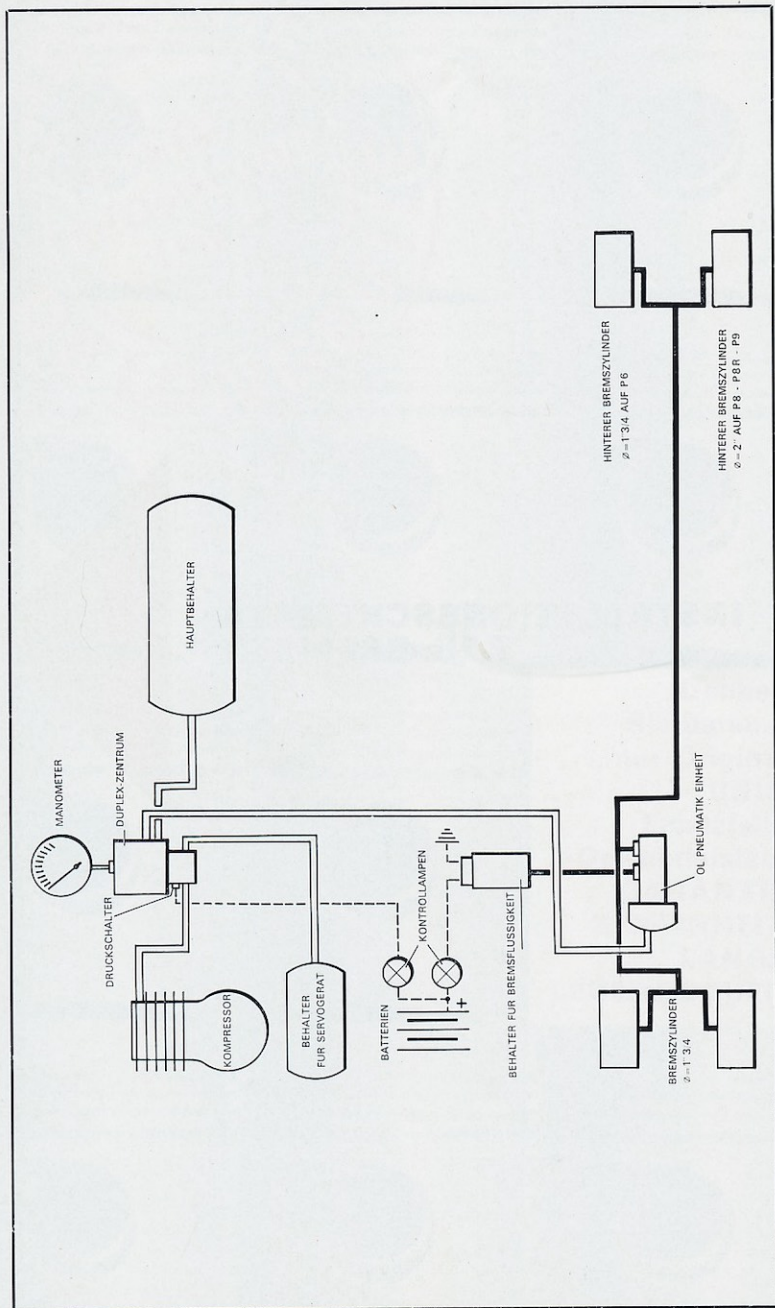 MANOMETER
DUPLEX-ZENTRUM
DRUCKSCHALTER
HAUPTBEHALTER
KOMPRESSOR
BEHALTER
FUR SERVOGERAT
BATTERIEN
+
KONTROLLAMPEN
BEHALTER FUR BREMSFLUSSIGKEIT
OL PNEUMATIK EINHEIT
BREMSZYLINDER
⌀=1"3/4
HINTERER BREMSZYLINDER
⌀=1"3/4 AUF P6
HINTERER BREMSZYLINDER
⌀=2" AUF P8 - P8R - P9